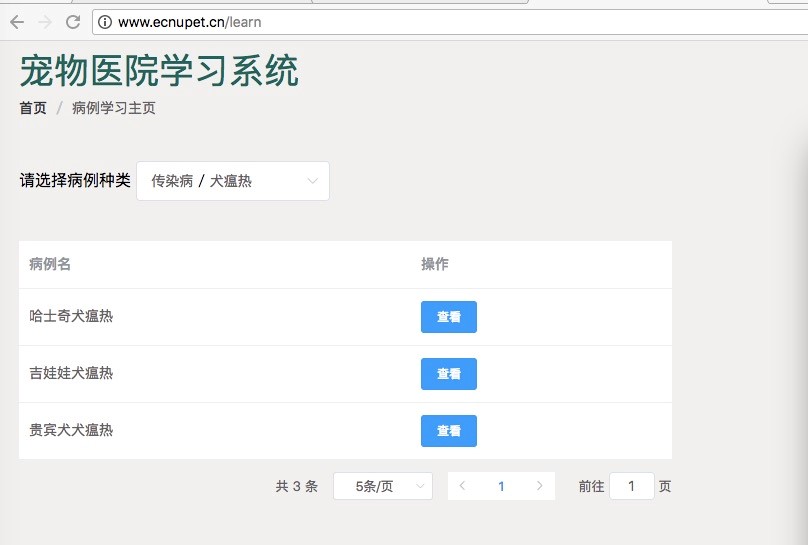 www.ecnupet.cn/learn
宠物医院学习系统
首页 / 病例学习主页
请选择病例种类 传染病 / 犬瘟热
病例名 操作
哈士奇犬瘟热 查看
吉娃娃犬瘟热 查看
贵宾犬犬瘟热 查看
共 3 条 5条/页 1 前往 1 页